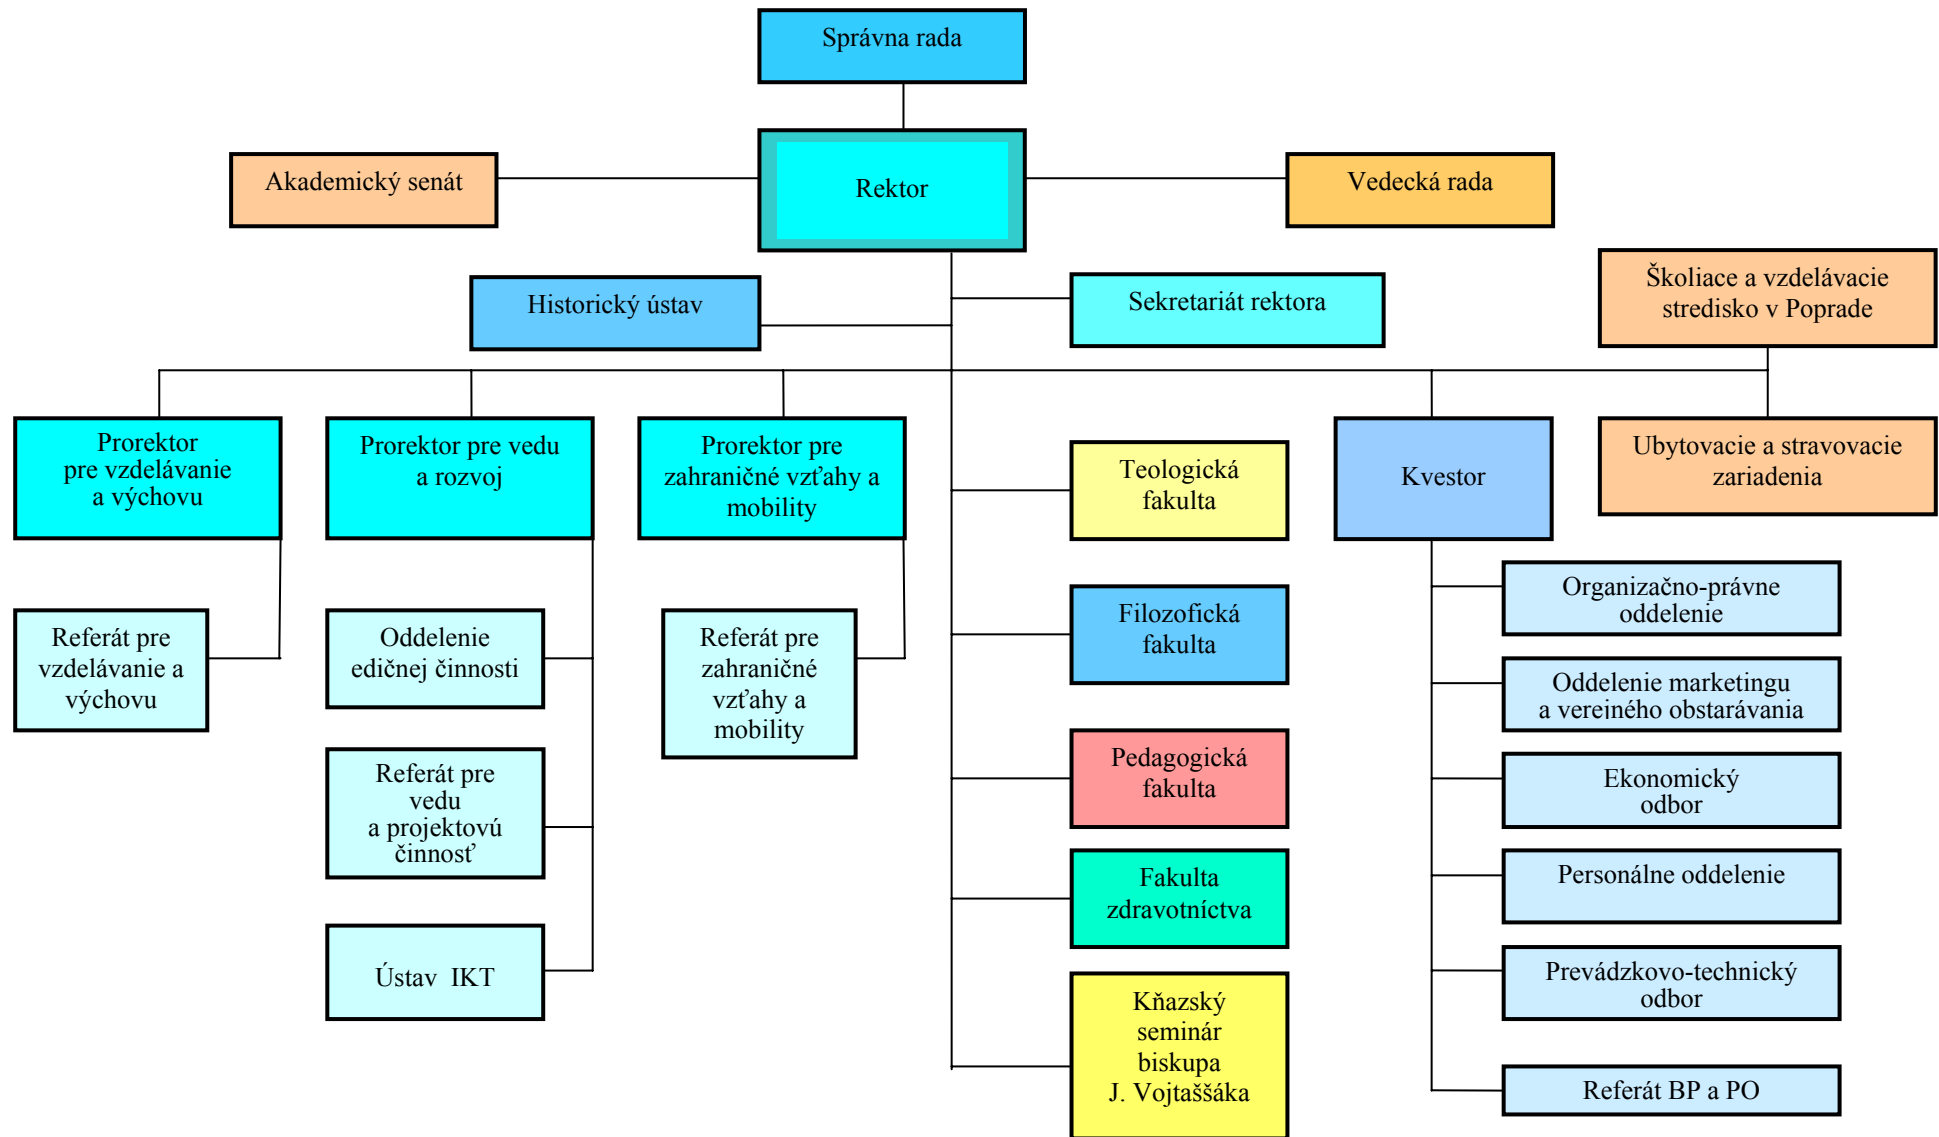 Správna rada
Akademický senát
Rektor
Vedecká rada
Historický ústav
Sekretariát rektora
Školiace a vzdelávacie
stredisko v Poprade
Prorektor
pre vzdelávanie
a výchovu
Prorektor pre vedu
a rozvoj
Prorektor pre
zahraničné vzťahy a
mobility
Teologická
fakulta
Kvestor
Ubytovacie a stravovacie
zariadenia
Referát pre
vzdelávanie a
výchovu
Oddelenie
edičnej činnosti
Referát pre
zahraničné
vzťahy a
mobility
Filozofická
fakulta
Organizačno-právne
oddelenie
Oddelenie marketingu
a verejného obstarávania
Referát pre
vedu
a projektovú
činnosť
Pedagogická
fakulta
Ekonomický
odbor
Fakulta
zdravotníctva
Personálne oddelenie
Ústav IKT
Kňazský
seminár
biskupa
J. Vojtaššáka
Prevádzkovo-technický
odbor
Referát BP a PO